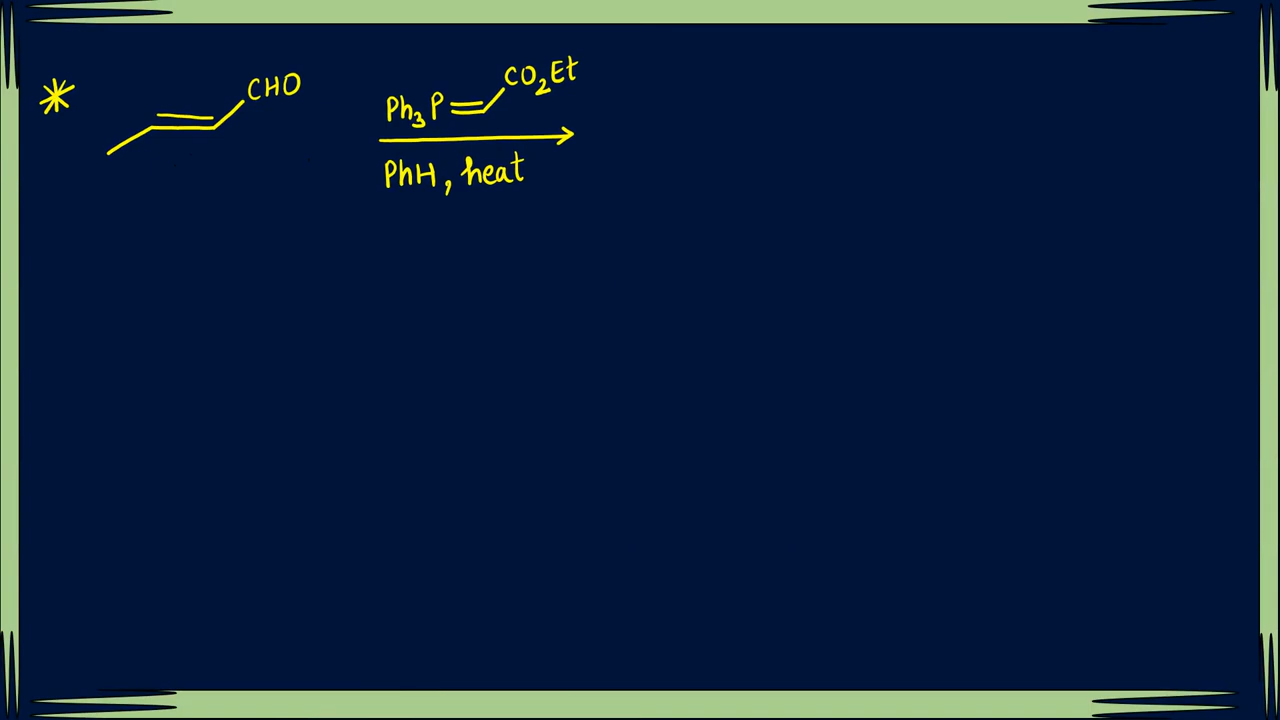 * CHO
Ph3P = CO2Et
PhH, heat